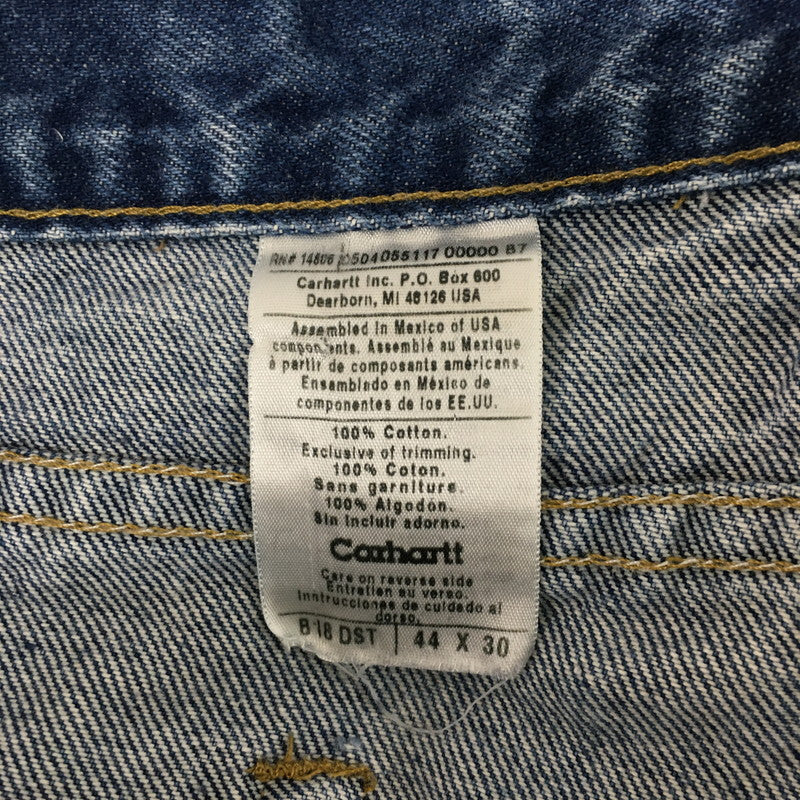 RN# 14806 0504055117 00000 B7
Carhartt Inc. P.O. Box 600
Dearborn, MI 48126 USA
Assembled in Mexico of USA
components. Assemblé au Mexique
à partir de composants américans.
Ensamblado en México de
componentes de los EE.UU.
100% Cotton.
Exclusive of trimming.
100% Coton.
Sans garniture.
100% Algodón.
Sin incluir adorno.
Carhartt
Care on reverse side
Entretien au verso.
Instrucciones de cuidado al
dorso.
B18 DST | 44 X 30